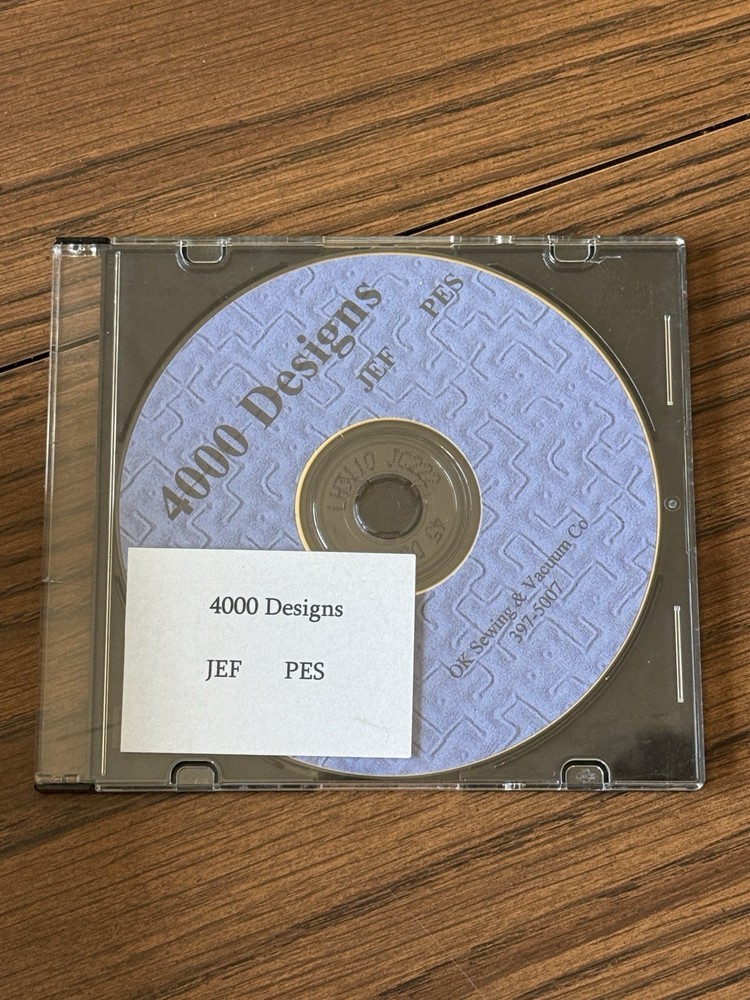 4000 Designs
JEF PES
OK Sewing & Vacuum Co
397-5007
4000 Designs
JEF PES